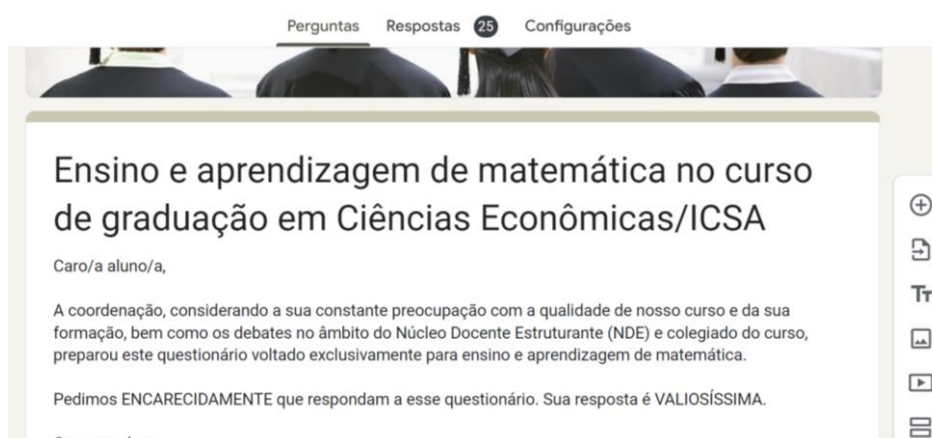 Perguntas Respostas 25 Configurações
Ensino e aprendizagem de matemática no curso
de graduação em Ciências Econômicas/ICSA
Caro/a aluno/a,
A coordenação, considerando a sua constante preocupação com a qualidade de nosso curso e da sua
formação, bem como os debates no âmbito do Núcleo Docente Estruturante (NDE) e colegiado do curso,
preparou este questionário voltado exclusivamente para ensino e aprendizagem de matemática.
Pedimos ENCARECIDAMENTE que respondam a esse questionário. Sua resposta é VALIOSÍSSIMA.
Tт